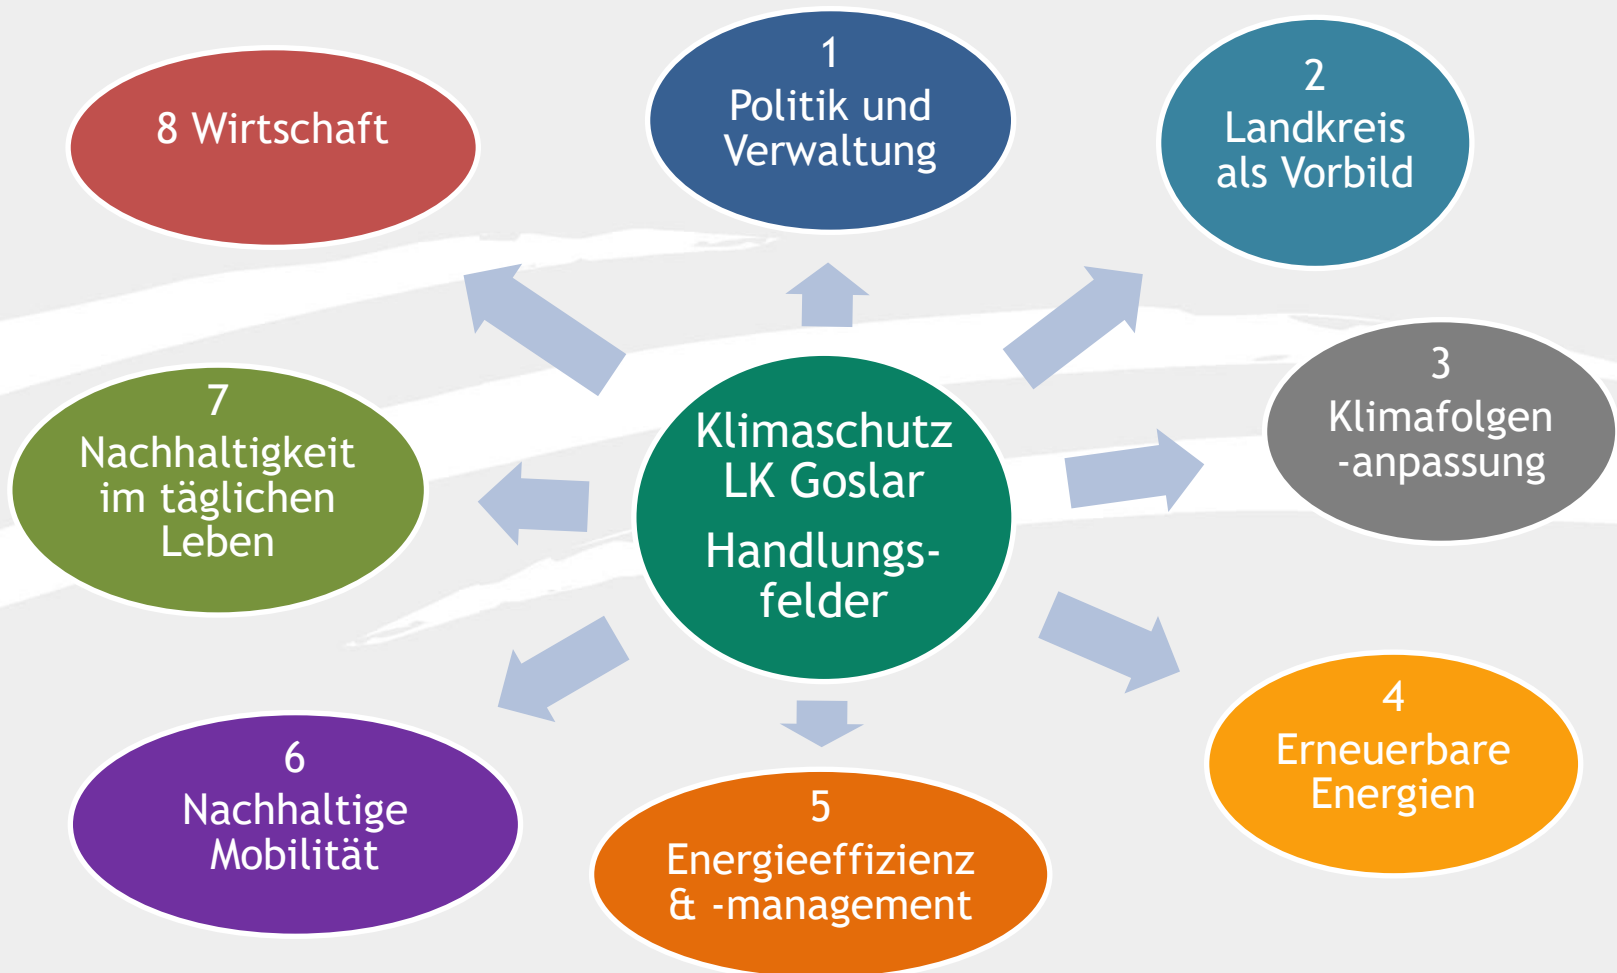 1
Politik und
Verwaltung
2
Landkreis
als Vorbild
3
Klimafolgen
-anpassung
4
Erneuerbare
Energien
5
Energieeffizienz
& -management
6
Nachhaltige
Mobilität
7
Nachhaltigkeit
im täglichen
Leben
8 Wirtschaft
Klimaschutz
LK Goslar
Handlungs-
felder